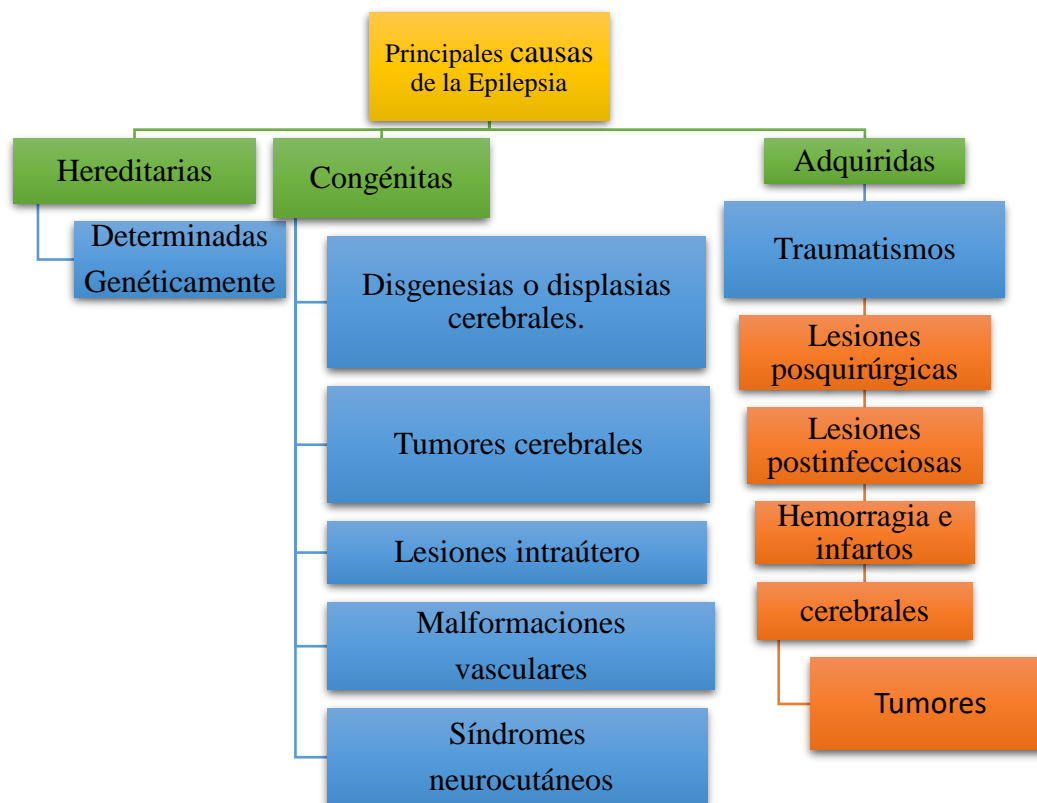 Principales causas
de la Epilepsia
Hereditarias
Determinadas
Genéticamente
Congénitas
Disgenesias o displasias
cerebrales.
Tumores cerebrales
Lesiones intraútero
Malformaciones
vasculares
Síndromes
neurocutáneos
Adquiridas
Traumatismos
Lesiones
posquirúrgicas
Lesiones
postinfecciosas
Hemorragia e
infartos
cerebrales
Tumores